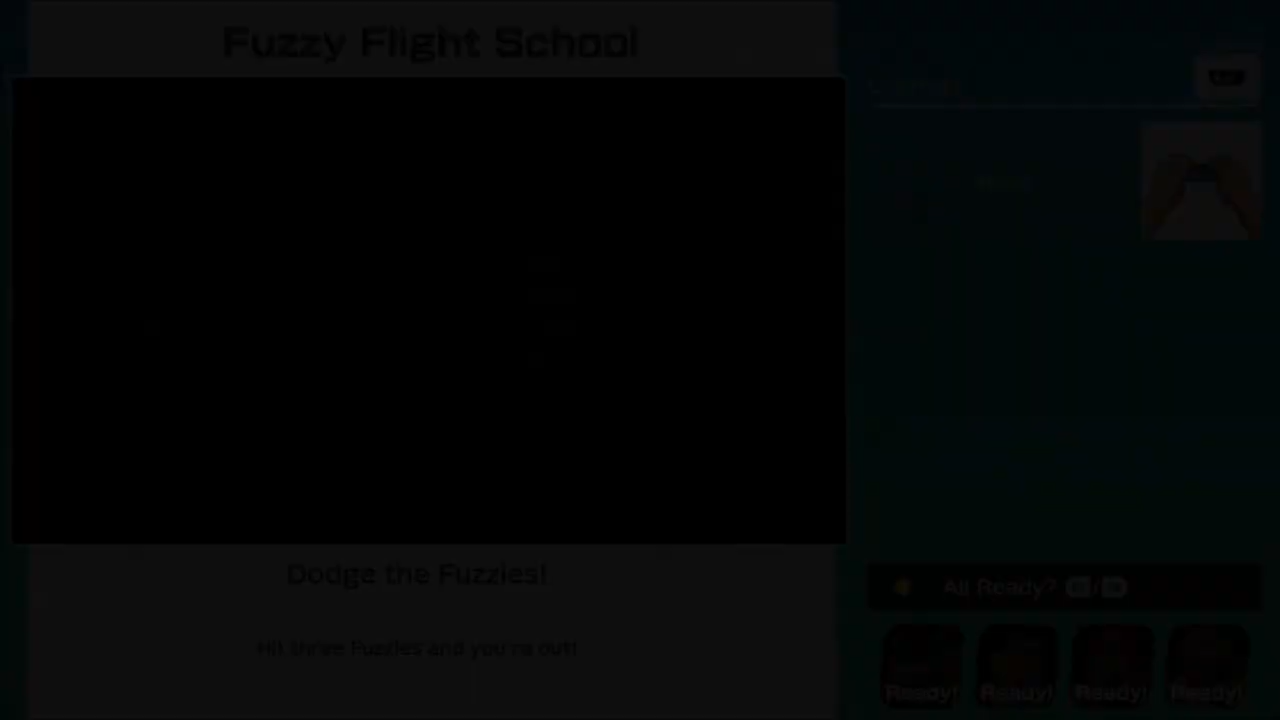 Fuzzy Flight School
Dodge the Fuzzies!
Hit three Fuzzies and you're out!
All Ready?
Ready! Ready! Ready! Ready!